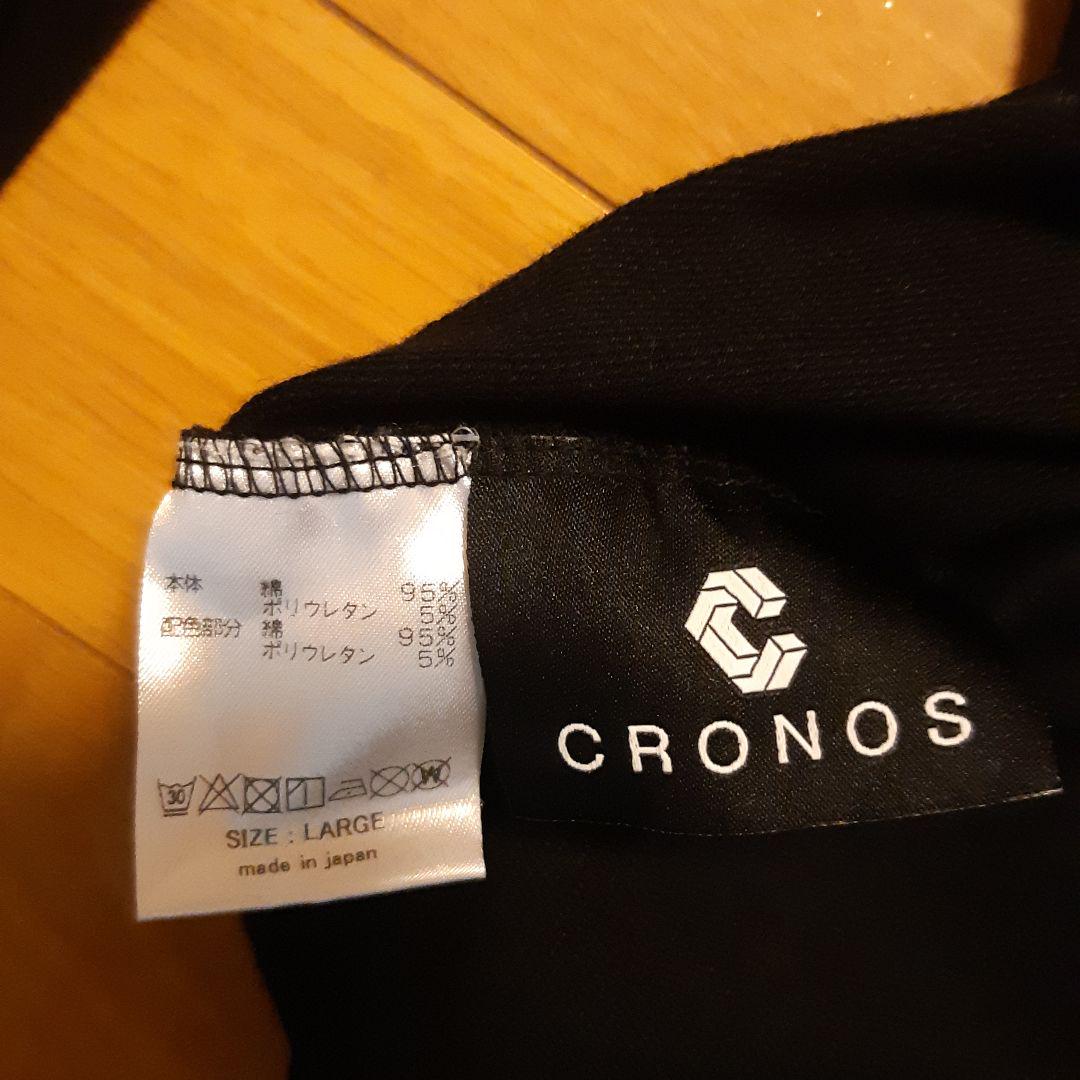 本体 綿 95%
ポリウレタン 5%
配色部分 綿 95%
ポリウレタン 5%
30 W
SIZE : LARGE
made in japan
CRONOS